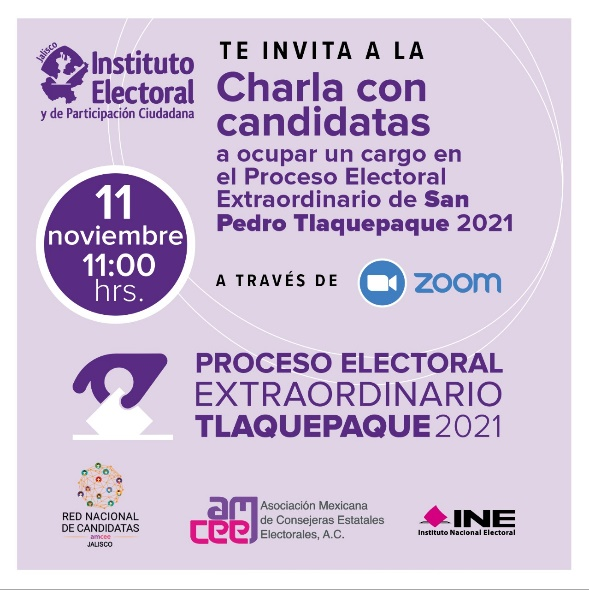 Jalisco
Instituto
Electoral
y de Participación Ciudadana
TE INVITA A LA
Charla con
candidatas
a ocupar un cargo en
el Proceso Electoral
Extraordinario de San
Pedro Tlaquepaque 2021
11
noviembre
11:00
hrs.
A TRAVÉS DE
zoom
PROCESO ELECTORAL
EXTRAORDINARIO
TLAQUEPAQUE 2021
RED NACIONAL
DE CANDIDATAS
amcee
JALISCO
am
cee
Asociación Mexicana
de Consejeras Estatales
Electorales, A.C.
INE
Instituto Nacional Electoral